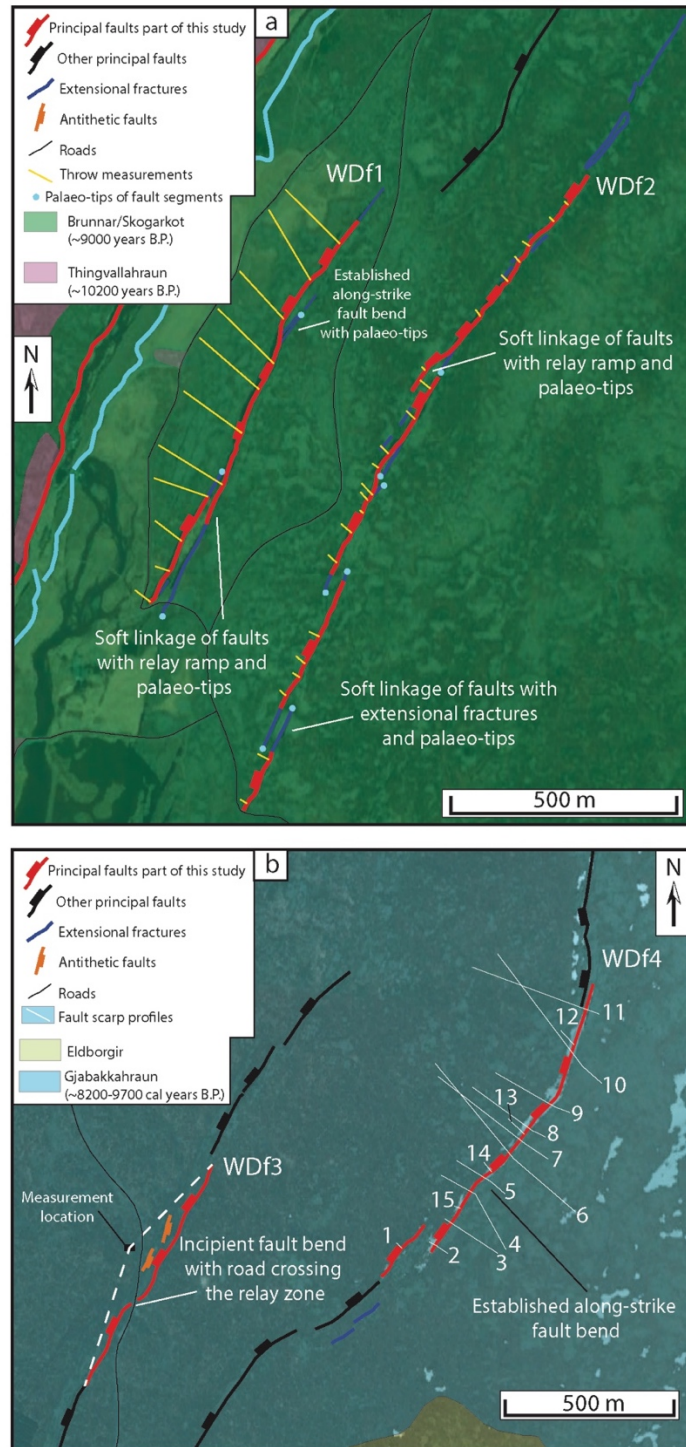 a
Principal faults part of this study
Other principal faults
Extensional fractures
Antithetic faults
Roads
Throw measurements
Palaeo-tips of fault segments
Brunnar/Skogarkot
(~9000 years B.P.)
Thingvallahraun
(~10200 years B.P.)
N
WDf1
WDf2
Established
along-strike
fault bend
with palaeo-tips
Soft linkage of faults
with relay ramp and
palaeo-tips
Soft linkage of faults
with relay ramp and
palaeo-tips
Soft linkage of faults with
extensional fractures
and palaeo-tips
500 m
b
Principal faults part of this study
Other principal faults
Extensional fractures
Antithetic faults
Roads
Fault scarp profiles
Eldborgir
Gjabakkahraun
(~8200-9700 cal years B.P.)
N
WDf4
11
12
10
9
13
8
7
14
5
6
15
4
1
2
3
WDf3
Measurement
location
Incipient fault bend
with road crossing
the relay zone
Established along-strike
fault bend
500 m